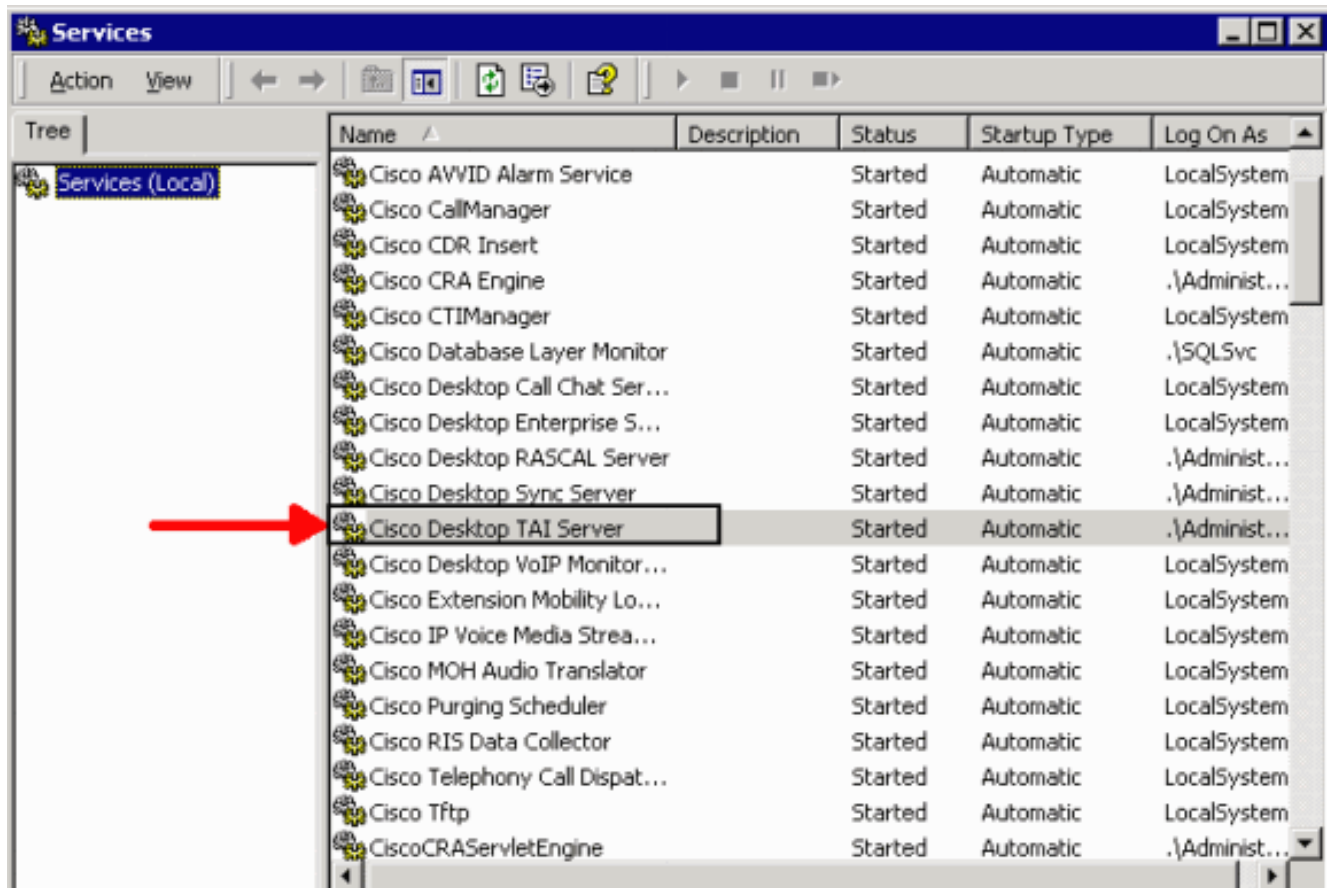 Services
Action View
Tree
Name Description Status Startup Type Log On As
Services (Local)
Cisco AVVID Alarm Service Started Automatic LocalSystem
Cisco CallManager Started Automatic LocalSystem
Cisco CDR Insert Started Automatic LocalSystem
Cisco CRA Engine Started Automatic .\Administ...
Cisco CTIManager Started Automatic LocalSystem
Cisco Database Layer Monitor Started Automatic .\SQLSvc
Cisco Desktop Call Chat Ser... Started Automatic LocalSystem
Cisco Desktop Enterprise S... Started Automatic LocalSystem
Cisco Desktop RASCAL Server Started Automatic .\Administ...
Cisco Desktop Sync Server Started Automatic .\Administ...
Cisco Desktop TAI Server Started Automatic .\Administ...
Cisco Desktop VoIP Monitor... Started Automatic LocalSystem
Cisco Extension Mobility Lo... Started Automatic LocalSystem
Cisco IP Voice Media Strea... Started Automatic LocalSystem
Cisco MOH Audio Translator Started Automatic LocalSystem
Cisco Purging Scheduler Started Automatic LocalSystem
Cisco RIS Data Collector Started Automatic LocalSystem
Cisco Telephony Call Dispat... Started Automatic LocalSystem
Cisco Tftp Started Automatic LocalSystem
CiscoCRAServletEngine Started Automatic .\Administ...